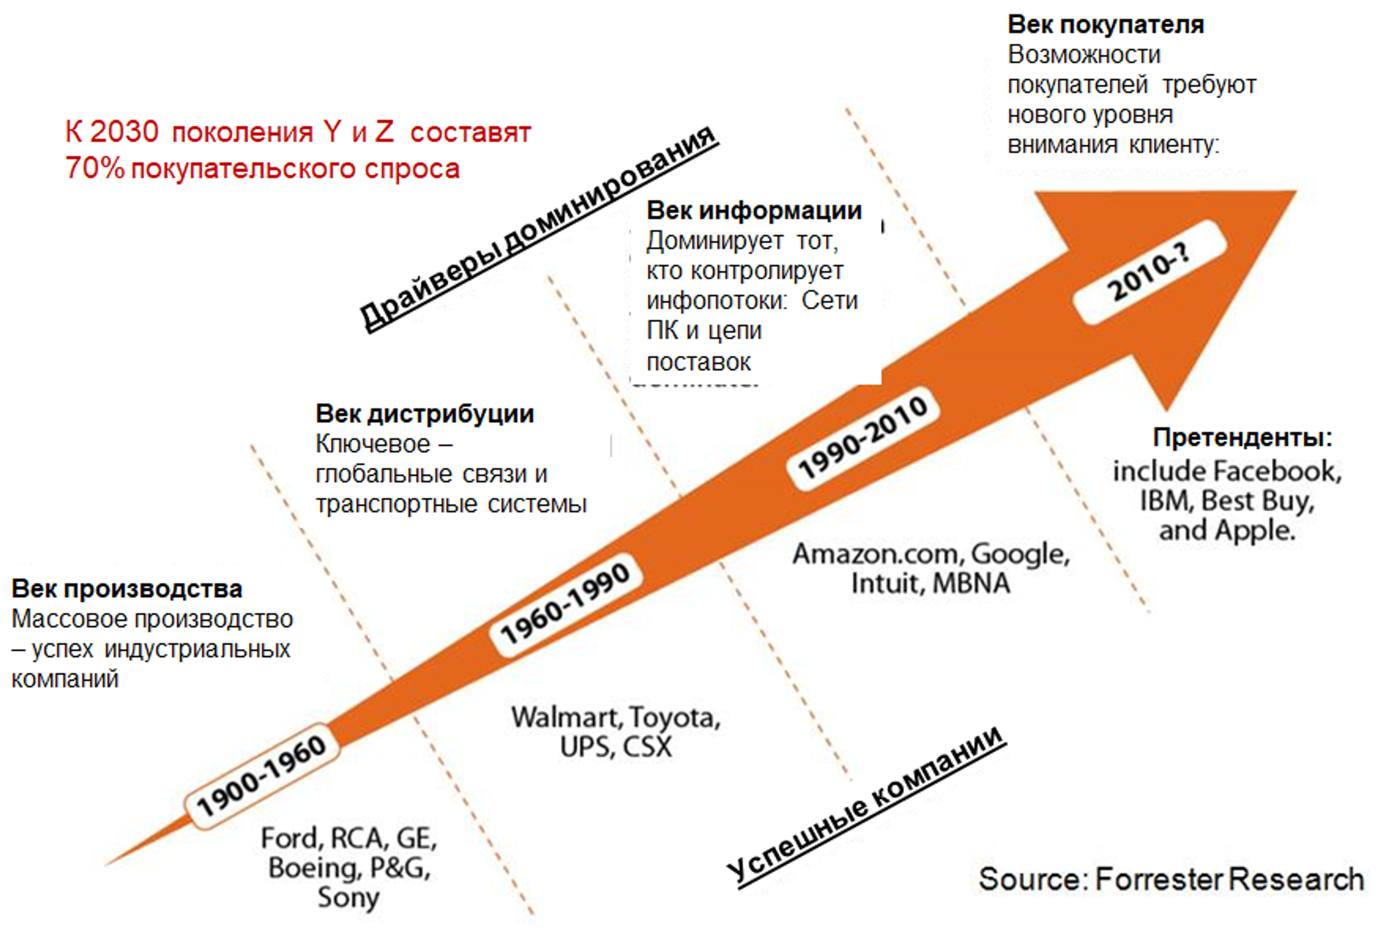 Век покупателя
Возможности
покупателей требуют
нового уровня
внимания клиенту:
К 2030 поколения Y и Z составят
70% покупательского спроса
Драйверы доминирования
Век информации
Доминирует тот,
кто контролирует
инфопотоки: Сети
ПК и цепи
поставок
2010-?
Век дистрибуции
Ключевое –
глобальные связи и
транспортные системы
1990-2010
Претенденты:
include Facebook,
IBM, Best Buy,
and Apple.
Amazon.com, Google,
Intuit, MBNA
1960-1990
Век производства
Массовое производство
– успех индустриальных
компаний
Walmart, Toyota,
UPS, CSX
1900-1960
Ford, RCA, GE,
Boeing, P&G,
Sony
Успешные компании
Source: Forrester Research